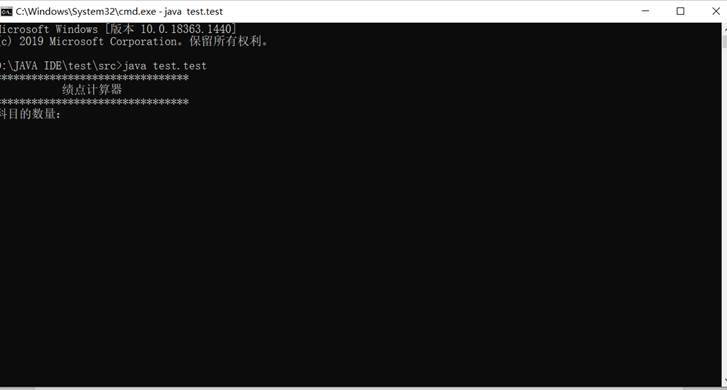 C:\Windows\System32\cmd.exe - java test.test
icrosoft Windows [版本 10.0.18363.1440]
c) 2019 Microsoft Corporation。保留所有权利。
:\JAVA IDE\test\src>java test.test
********************************
绩点计算器
********************************
科目的数量: